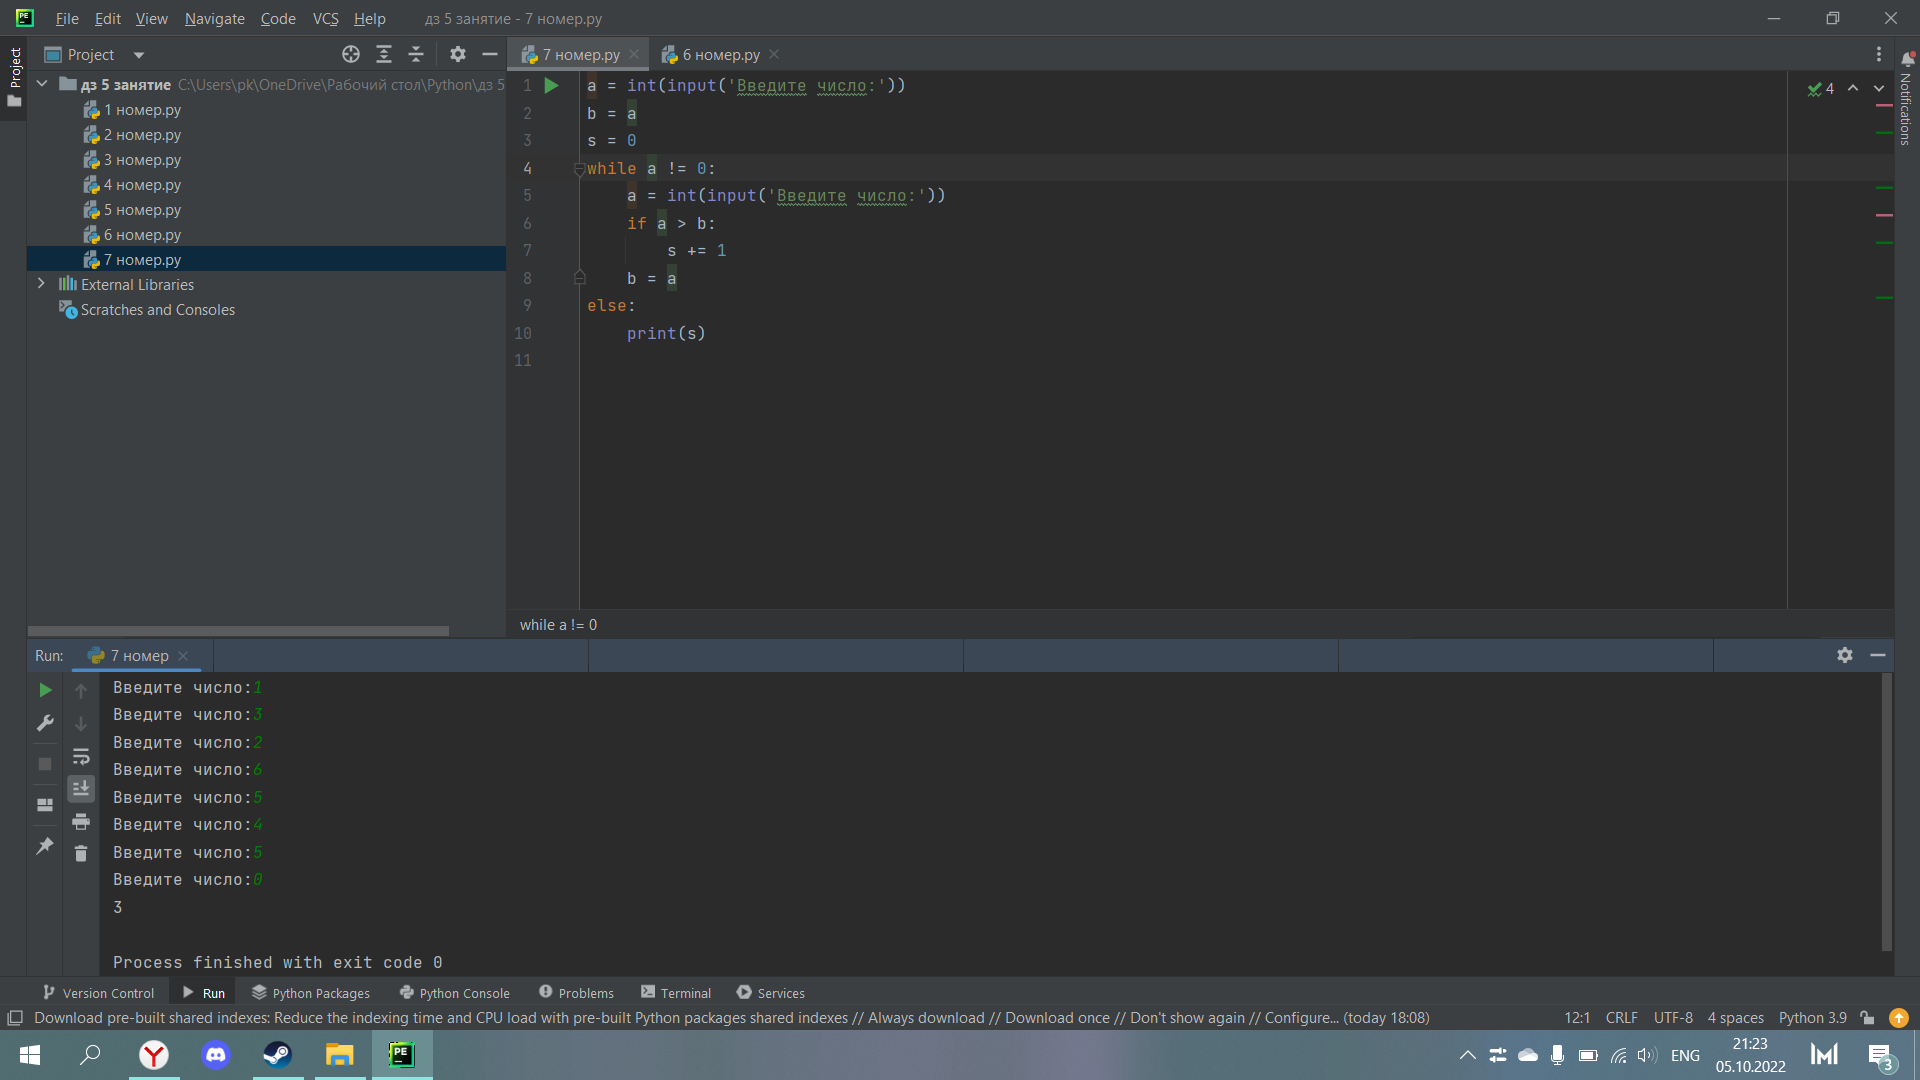 File Edit View Navigate Code VCS Help дз 5 занятие - 7 номер.py
Project
7 номер.py
6 номер.py
Project
Notifications
дз 5 занятие C:\Users\pk\OneDrive\Рабочий стол\Python\дз 5
1 номер.py
2 номер.py
3 номер.py
4 номер.py
5 номер.py
6 номер.py
7 номер.py
External Libraries
Scratches and Consoles
4
1 a = int(input('Введите число:'))
2 b = a
3 s = 0
4 while a != 0:
5 a = int(input('Введите число:'))
6 if a > b:
7 s += 1
8 b = a
9 else:
10 print(s)
11
while a != 0
Run: 7 номер
Введите число:1
Введите число:3
Введите число:2
Введите число:6
Введите число:5
Введите число:4
Введите число:5
Введите число:0
3
Process finished with exit code 0
Version Control Run Python Packages Python Console Problems Terminal Services
Download pre-built shared indexes: Reduce the indexing time and CPU load with pre-built Python packages shared indexes // Always download // Download once // Don't show again // Configure... (today 18:08) 12:1 CRLF UTF-8 4 spaces Python 3.9
PE
ENG
21:23
05.10.2022
3